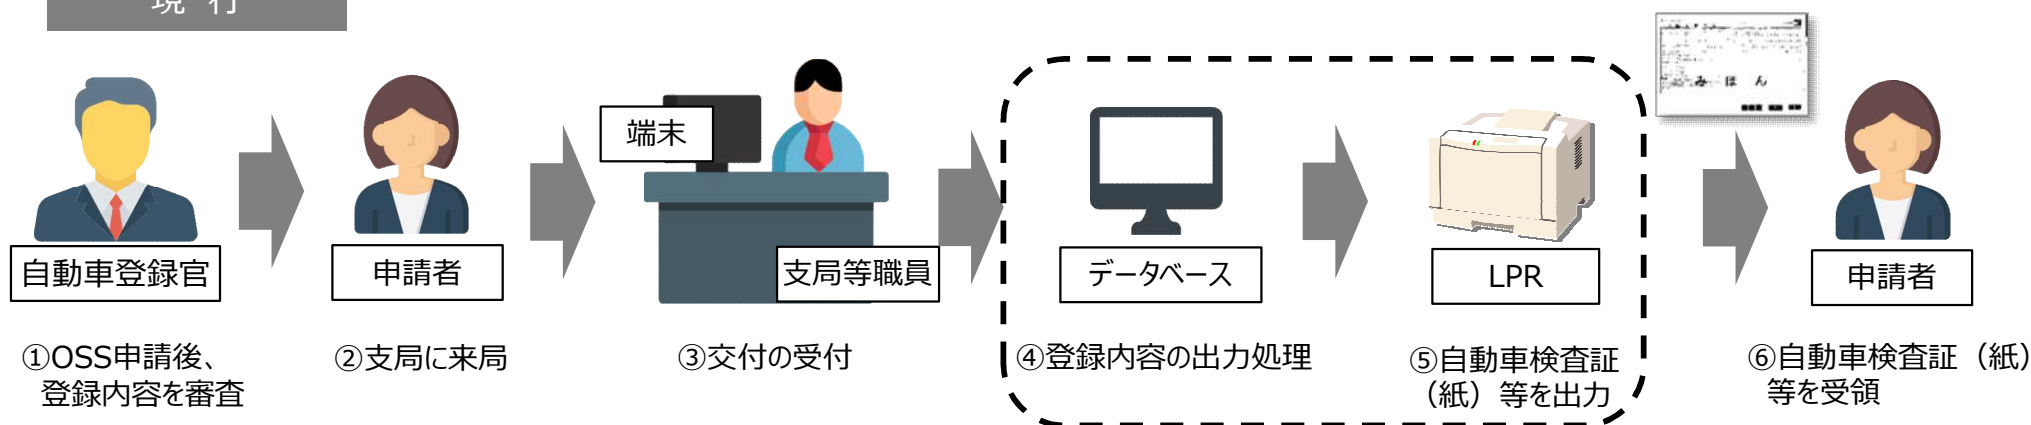 現 行
みほん
端末
自動車登録官
申請者
支局等職員
データベース
LPR
申請者
①OSS申請後、
登録内容を審査
②支局に来局
③交付の受付
④登録内容の出力処理
⑤自動車検査証
（紙）等を出力
⑥自動車検査証（紙）
等を受領